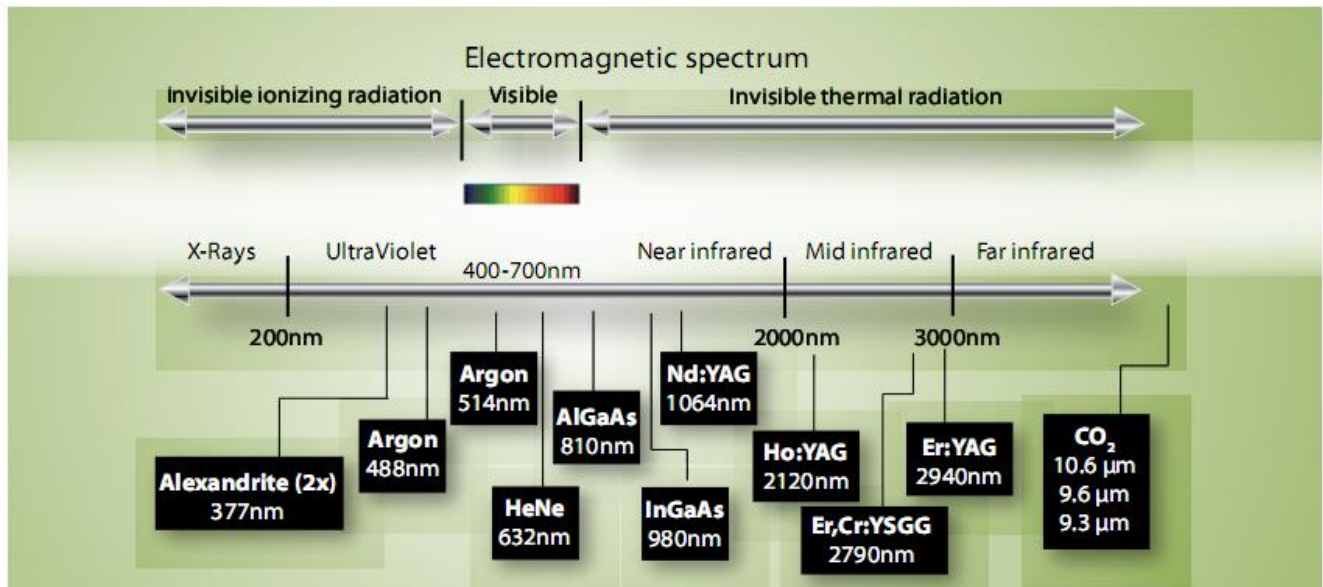 Electromagnetic spectrum
Invisible ionizing radiation Visible Invisible thermal radiation
X-Rays UltraViolet 400-700nm Near infrared Mid infrared Far infrared
200nm 2000nm 3000nm
Alexandrite (2x)
377nm
Argon
488nm
Argon
514nm
HeNe
632nm
AlGaAs
810nm
InGaAs
980nm
Nd:YAG
1064nm
Ho:YAG
2120nm
Er,Cr:YSGG
2790nm
Er:YAG
2940nm
CO₂
10.6 µm
9.6 µm
9.3 µm